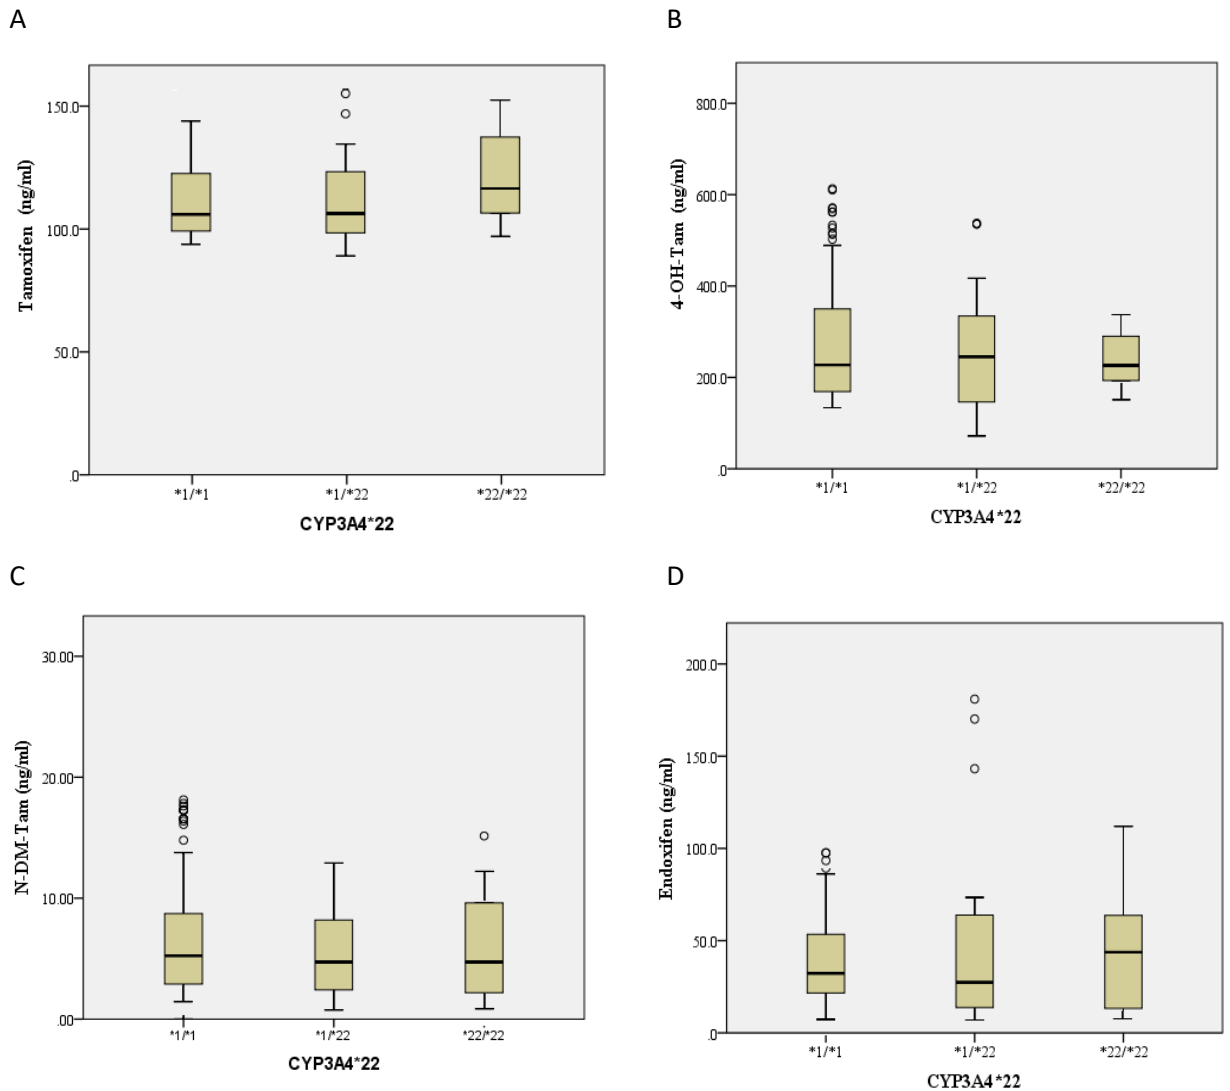 A
B
Tamoxifen (ng/ml)
150.0
100.0
50.0
.0
*1/*1
*1/*22
*22/*22
CYP3A4*22
4-OH-Tam (ng/ml)
800.0
600.0
400.0
200.0
.0
*1/*1
*1/*22
*22/*22
CYP3A4*22
C
D
N-DM-Tam (ng/ml)
30.00
20.00
10.00
.00
*1/*1
*1/*22
*22/*22
CYP3A4*22
Endoxifen (ng/ml)
200.0
150.0
100.0
50.0
.0
*1/*1
*1/*22
*22/*22
CYP3A4*22